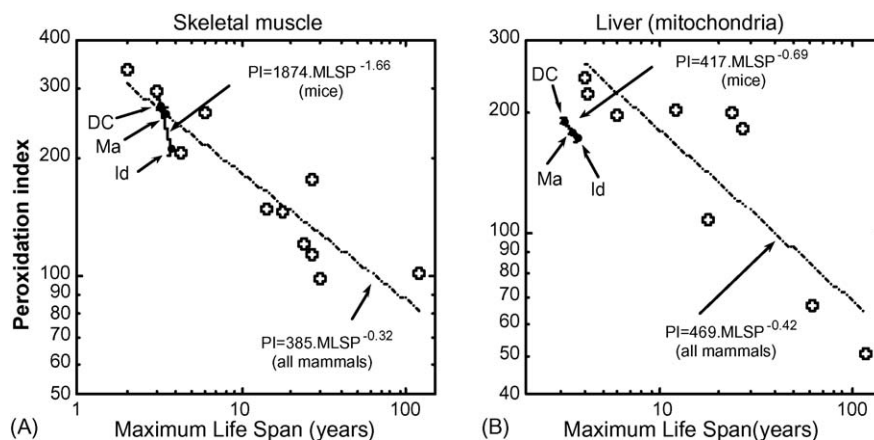 Skeletal muscle
400
300
200
100
90
80
70
60
50
Peroxidation index
PI=1874.MLSP-1.66
(mice)
DC
Ma
Id
PI=385.MLSP-0.32
(all mammals)
1
10
100
(A)
Maximum Life Span (years)
Liver (mitochondria)
300
200
100
90
80
70
60
50
40
PI=417.MLSP-0.69
(mice)
DC
Ma
Id
PI=469.MLSP-0.42
(all mammals)
10
100
(B)
Maximum Life Span(years)